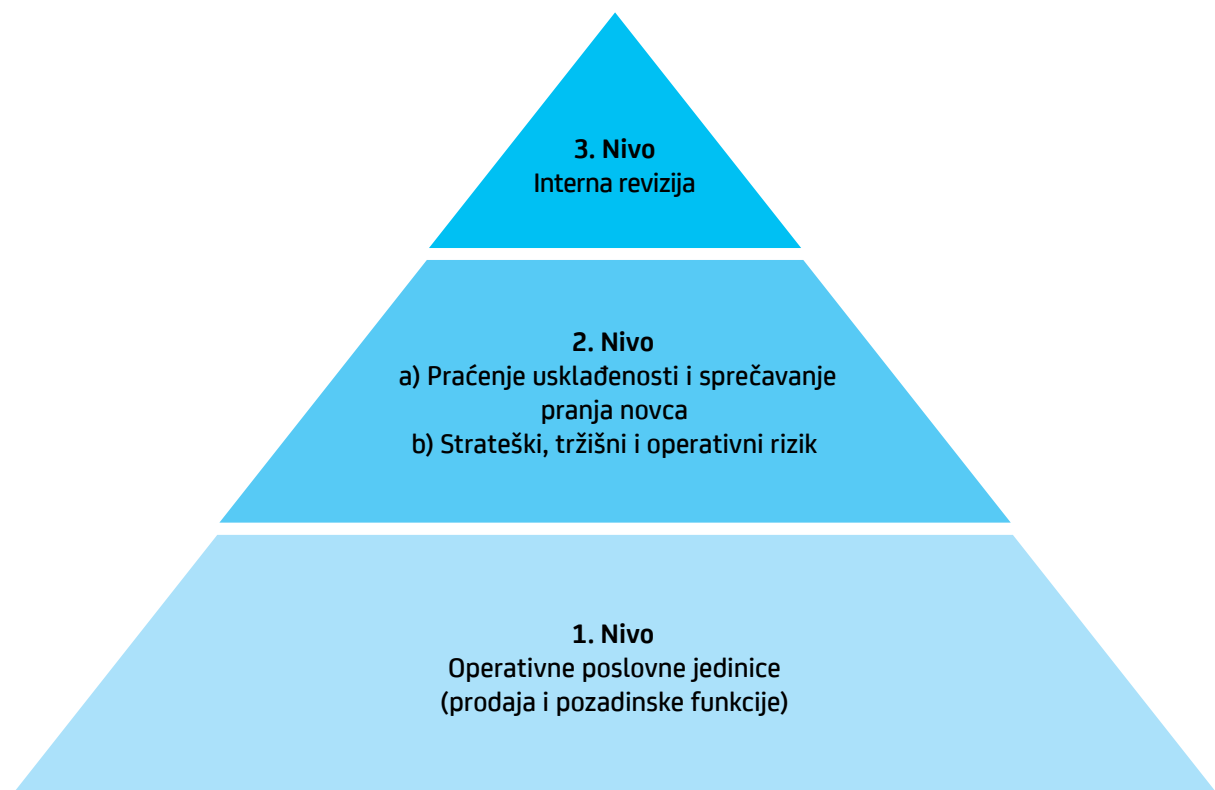 3. Nivo
Interna revizija
2. Nivo
a) Praćenje usklađenosti i sprečavanje
pranja novca
b) Strateški, tržišni i operativni rizik
1. Nivo
Operativne poslovne jedinice
(prodaja i pozadinske funkcije)